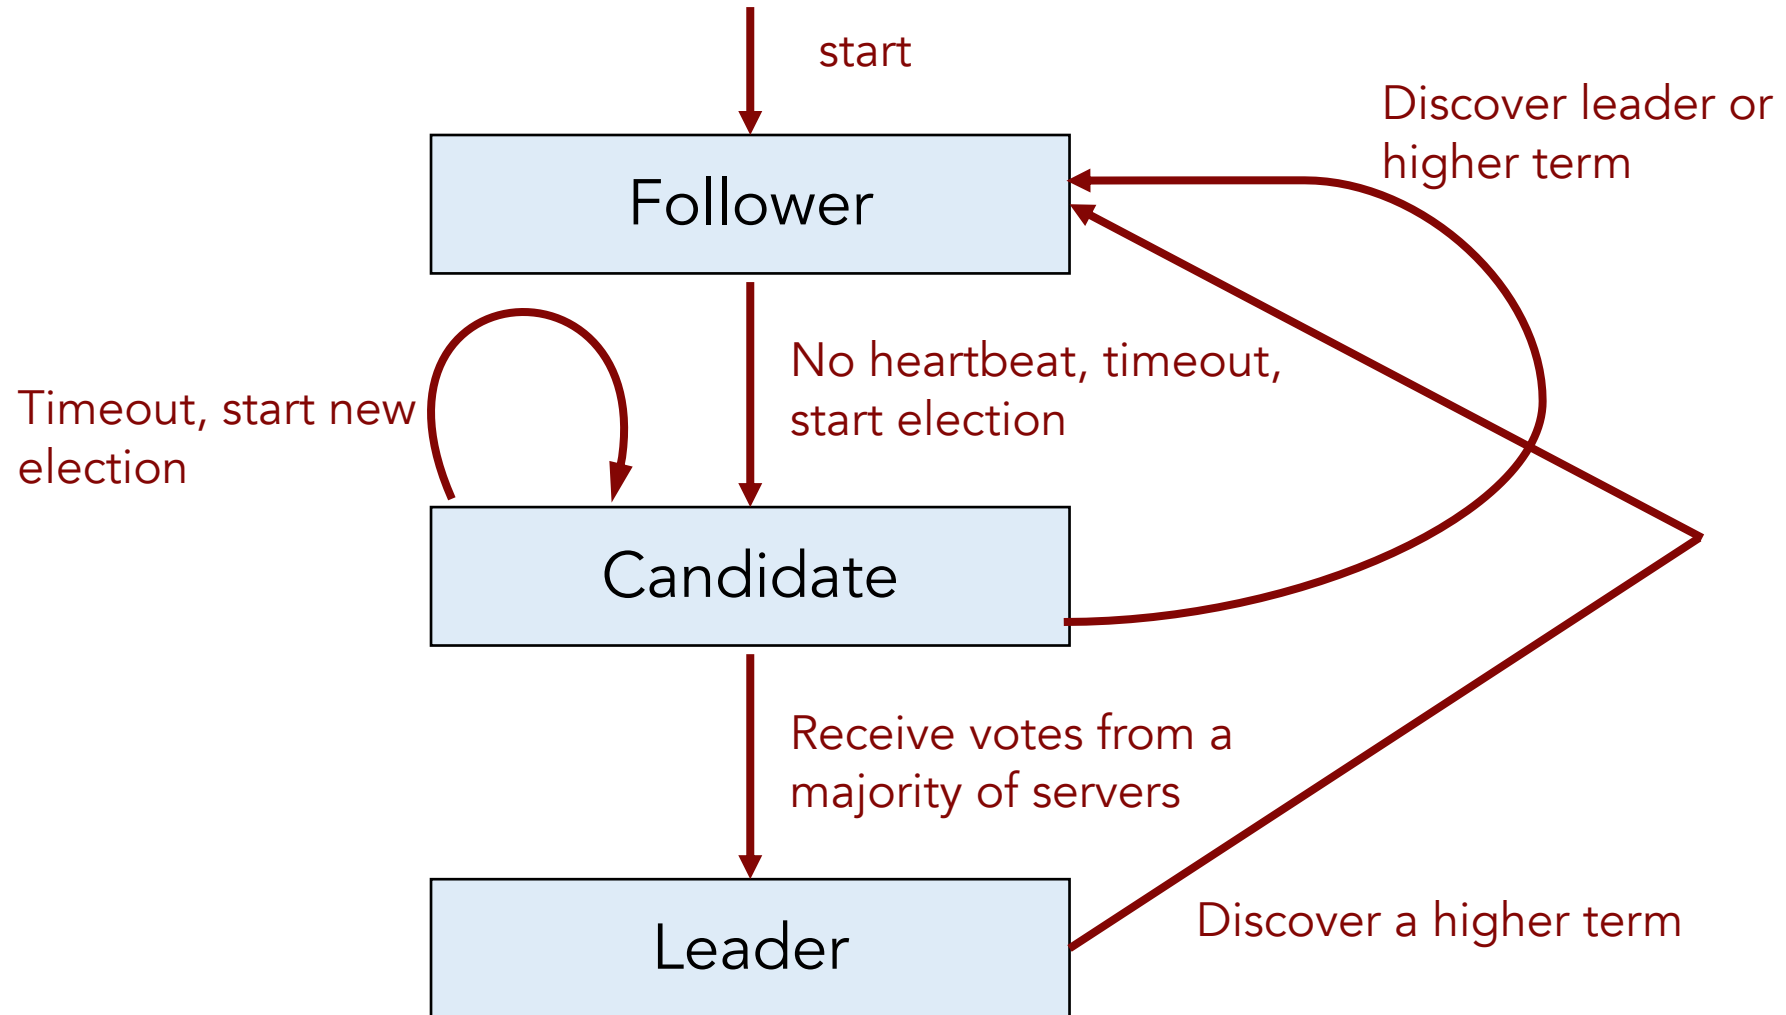 start
Discover leader or
higher term
Follower
No heartbeat, timeout,
start election
Timeout, start new
election
Candidate
Receive votes from a
majority of servers
Discover a higher term
Leader